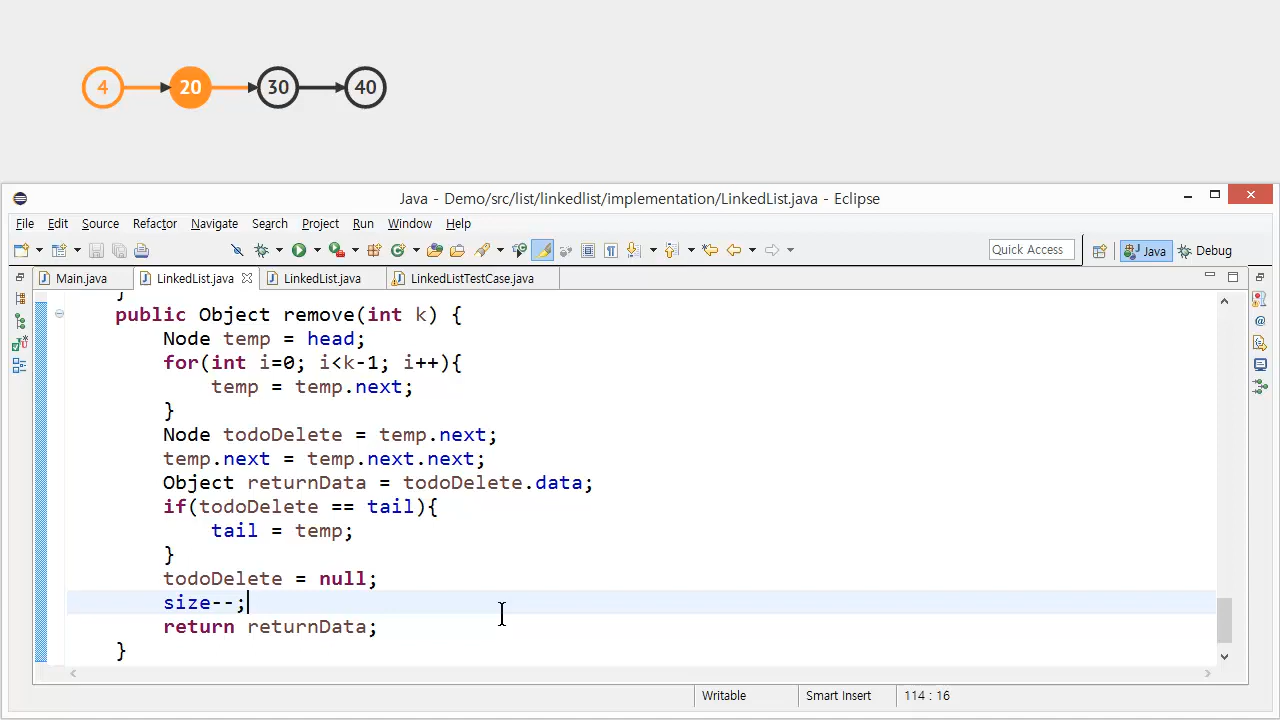 4 20 30 40
Java - Demo/src/list/linkedlist/implementation/LinkedList.java - Eclipse
File Edit Source Refactor Navigate Search Project Run Window Help
Quick Access Java Debug
Main.java LinkedList.java LinkedList.java LinkedListTestCase.java
}
public Object remove(int k) {
Node temp = head;
for(int i=0; i<k-1; i++){
temp = temp.next;
}
Node todoDelete = temp.next;
temp.next = temp.next.next;
Object returnData = todoDelete.data;
if(todoDelete == tail){
tail = temp;
}
todoDelete = null;
size--;
return returnData;
}
Writable Smart Insert 114 : 16